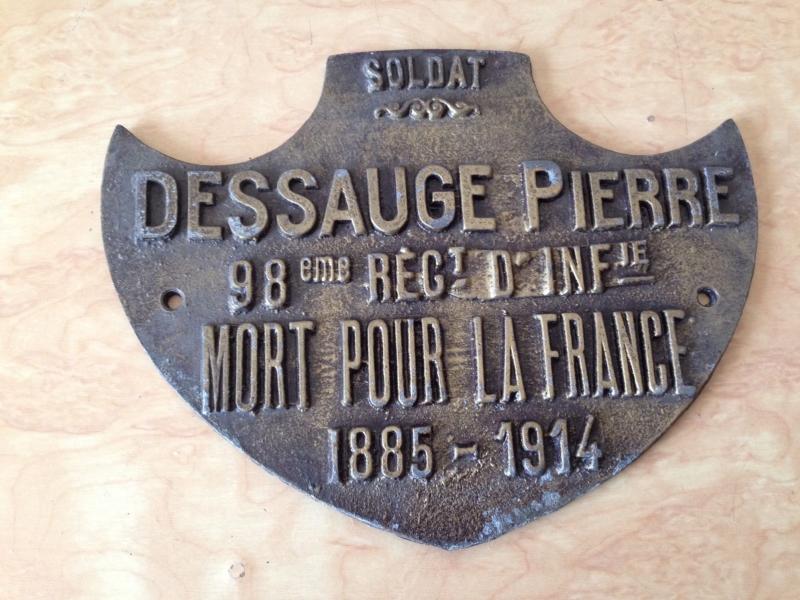 SOLDAT
DESSAUGE PIERRE
98eme RÉGT D'INFIE
MORT POUR LA FRANCE
1885 - 1914